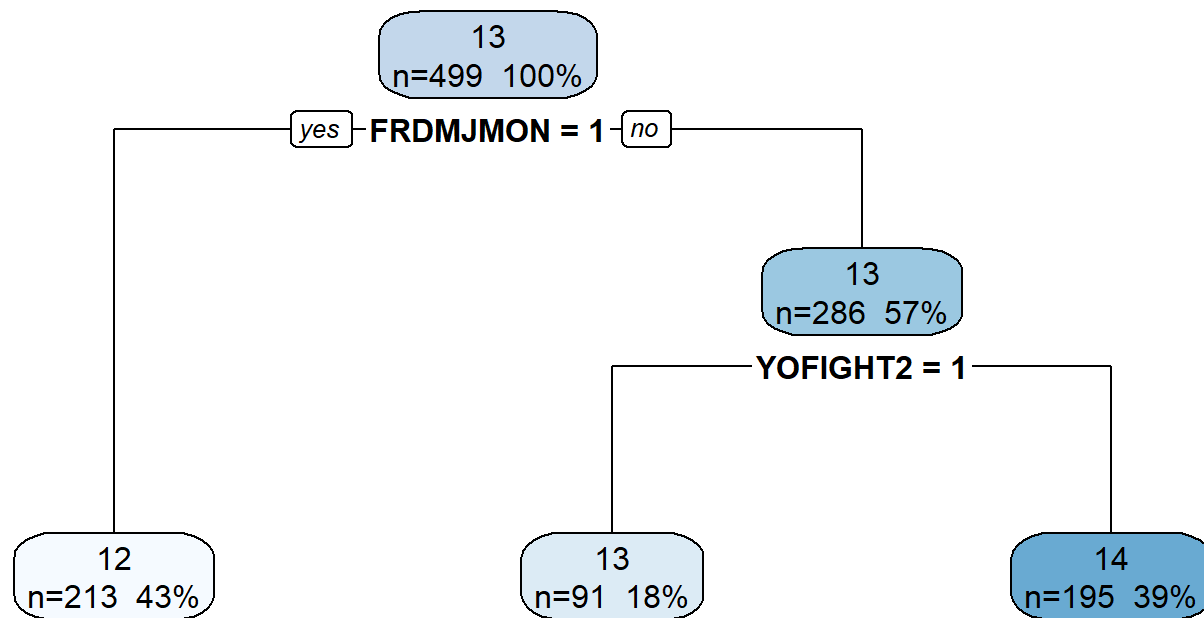 13
n=499 100%
yes FRDMJMON = 1 no
13
n=286 57%
YOFIGHT2 = 1
12
n=213 43%
13
n=91 18%
14
n=195 39%